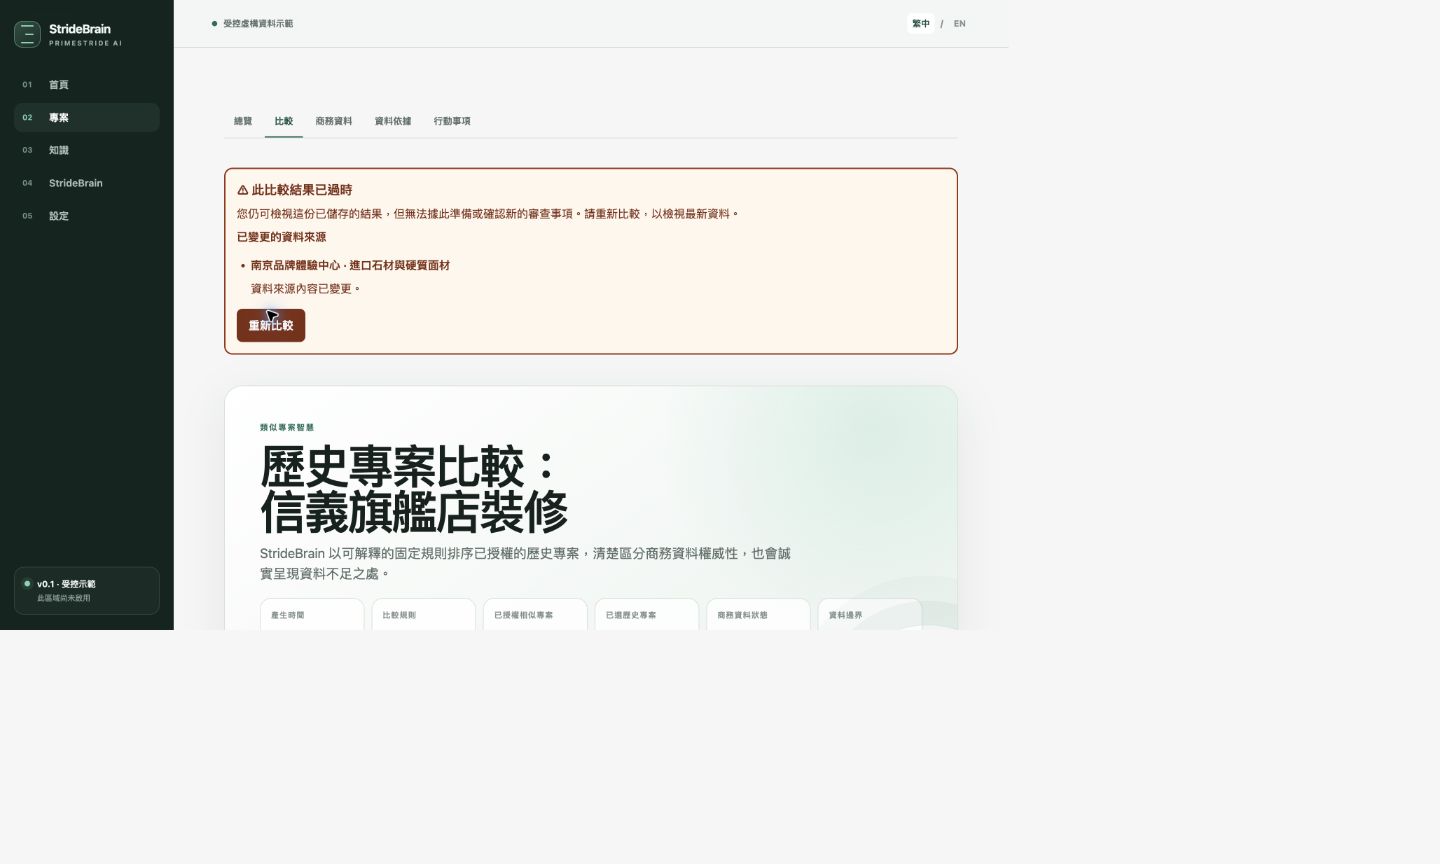 StrideBrain
PRIMESTRIDE AI
01 首頁
02 專案
03 知識
04 StrideBrain
05 設定
v0.1 · 受控示範
此區域尚未啟用
受控虛構資料示範
繁中 / EN
總覽 比較 商務資料 資料依據 行動事項
此比較結果已過時
您仍可檢視這份已儲存的結果，但無法據此準備或確認新的審查事項。請重新比較，以檢視最新資料。
已變更的資料來源
• 南京品牌體驗中心 · 進口石材與硬質面材
資料來源內容已變更。
重新比較
類似專案智慧
歷史專案比較：
信義旗艦店裝修
StrideBrain 以可解釋的固定規則排序已授權的歷史專案，清楚區分商務資料權威性，也會誠
實呈現資料不足之處。
產生時間 比較規則 已授權相似專案 已選歷史專案 商務資料狀態 資料邊界